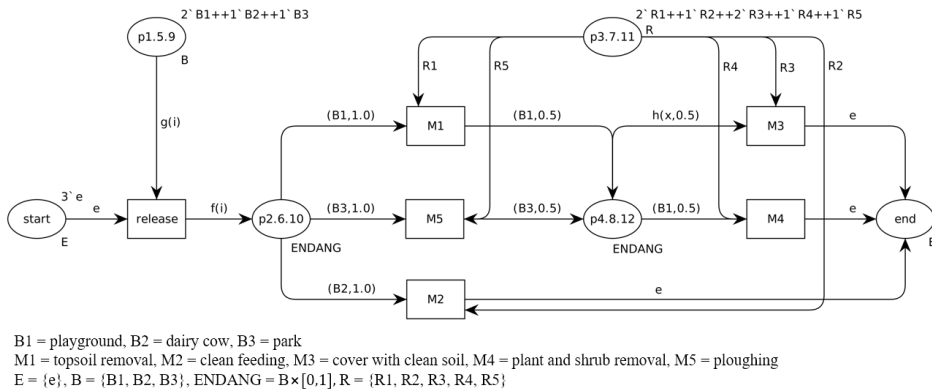 2`B1++1`B2++1`B3
p1.5.9
B
2`R1++1`R2++2`R3++1`R4++1`R5
p3.7.11
R
R1
R5
R4
R3
R2
g(i)
(B1,1.0)
M1
(B1,0.5)
h(x,0.5)
M3
e
3`e
start
e
E
release
f(i)
p2.6.10
ENDANG
(B3,1.0)
M5
(B3,0.5)
p4.8.12
ENDANG
(B1,0.5)
M4
e
end
(B2,1.0)
M2
e
B1 = playground, B2 = dairy cow, B3 = park
M1 = topsoil removal, M2 = clean feeding, M3 = cover with clean soil, M4 = plant and shrub removal, M5 = ploughing
E = {e}, B = {B1, B2, B3}, ENDANG = B×[0,1], R = {R1, R2, R3, R4, R5}